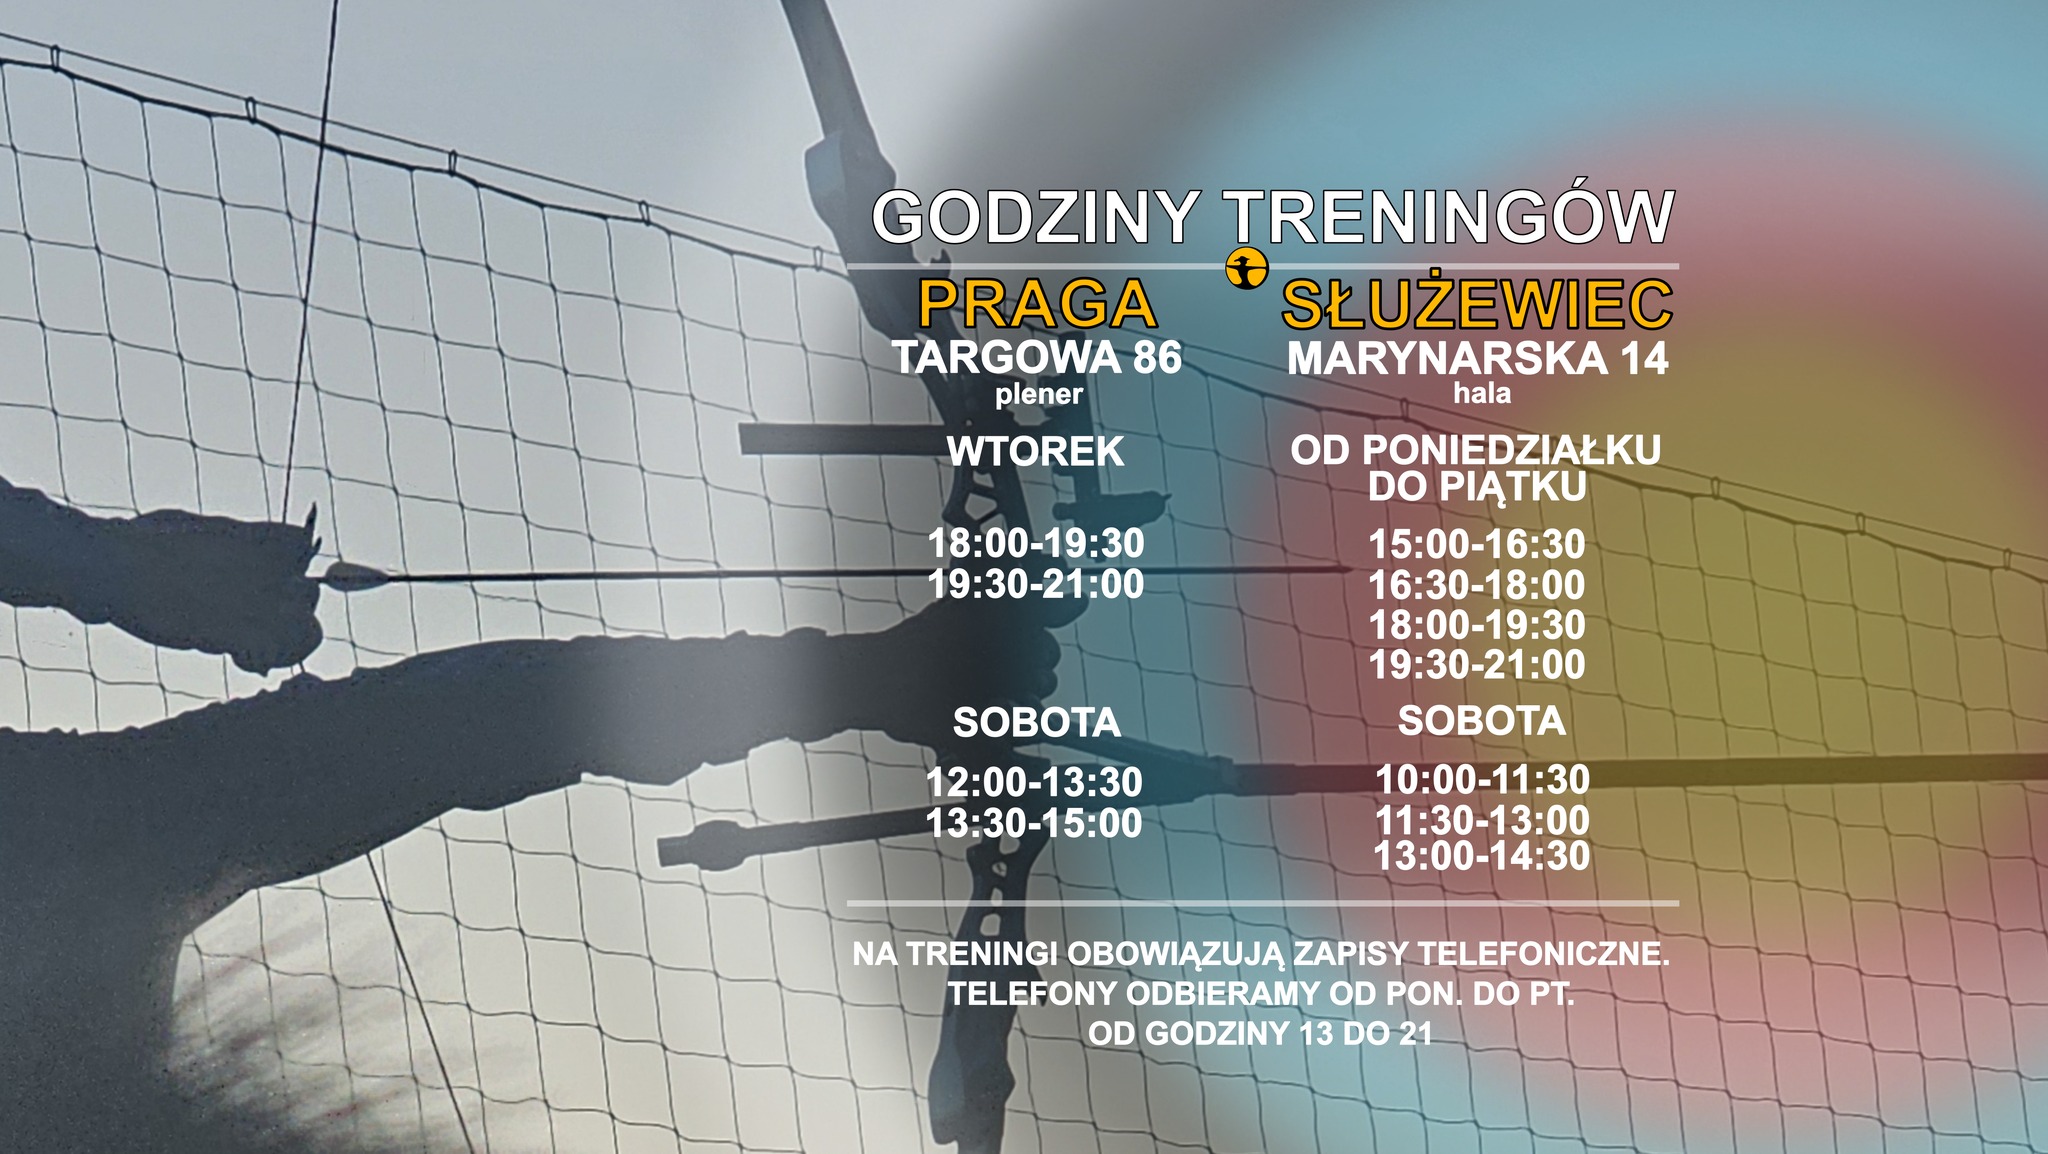 GODZINY TRENINGÓW
PRAGA
TARGOWA 86
plener
WTOREK
18:00-19:30
19:30-21:00
SOBOTA
12:00-13:30
13:30-15:00
SŁUŻEWIEC
MARYNARSKA 14
hala
OD PONIEDZIAŁKU
DO PIĄTKU
15:00-16:30
16:30-18:00
18:00-19:30
19:30-21:00
SOBOTA
10:00-11:30
11:30-13:00
13:00-14:30
NA TRENINGI OBOWIĄZUJĄ ZAPISY TELEFONICZNE.
TELEFONY ODBIERAMY OD PON. DO PT.
OD GODZINY 13 DO 21